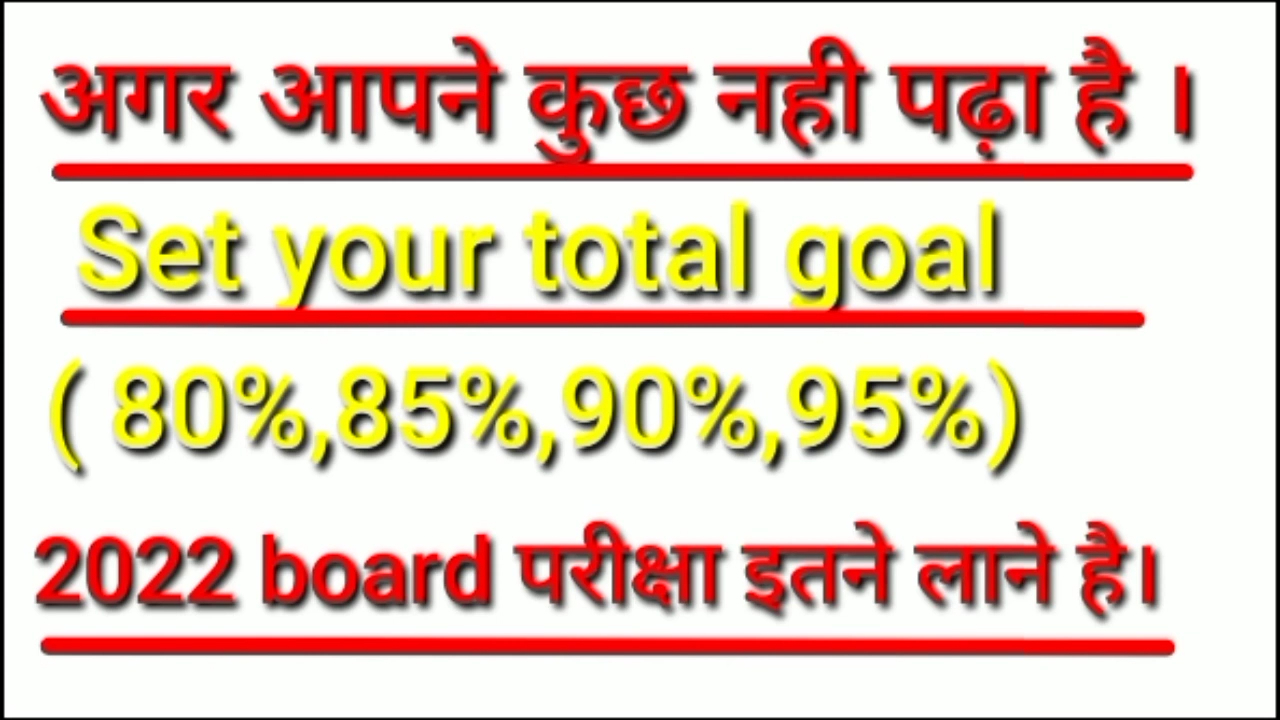 अगर आपने कुछ नही पढ़ा है ।
Set your total goal
( 80%,85%,90%,95%)
2022 board परीक्षा इतने लाने है।